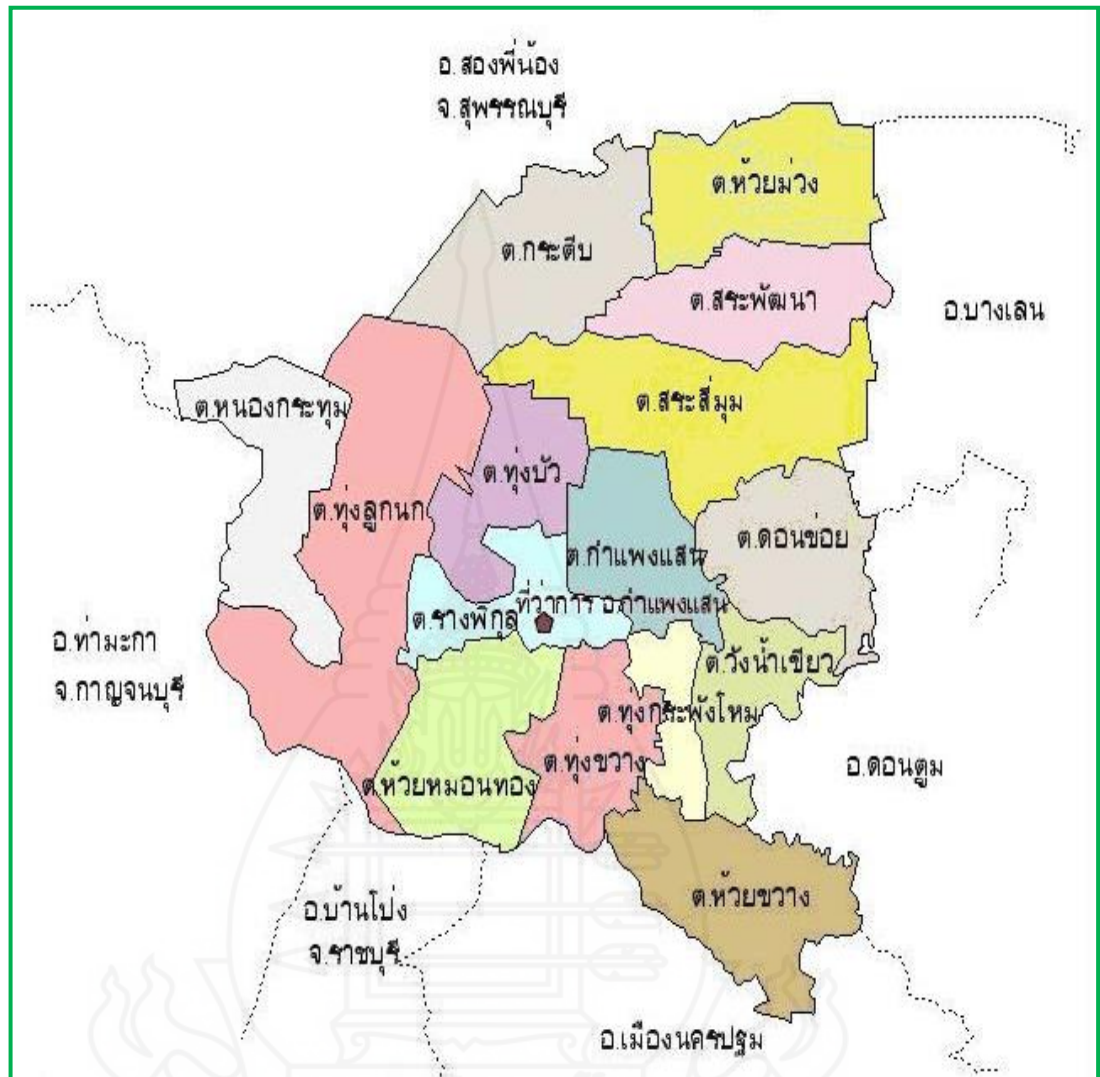 อ.สองพี่น้อง
จ.สุพรรณบุรี
ต.ห้วยม่วง
ต.กระตีบ
ต.สระพัฒนา
อ.บางเลน
ต.หนองกระทุม
ต.สระสี่มุม
ต.ทุ่งบัว
ต.ทุ่งลูกนก
ต.ดอนข่อย
ต.กำแพงแสน
ต.รางพิกุล
ที่ว่าการ อ.กำแพงแสน
อ.ท่ามะกา
จ.กาญจนบุรี
ต.วังน้ำเขียว
ต.ทุ่งกระพังโหม
ต.ทุ่งขวาง
อ.ดอนตูม
ต.ห้วยหมอนทอง
ต.ห้วยขวาง
อ.บ้านโป่ง
จ.ราชบุรี
อ.เมืองนครปฐม